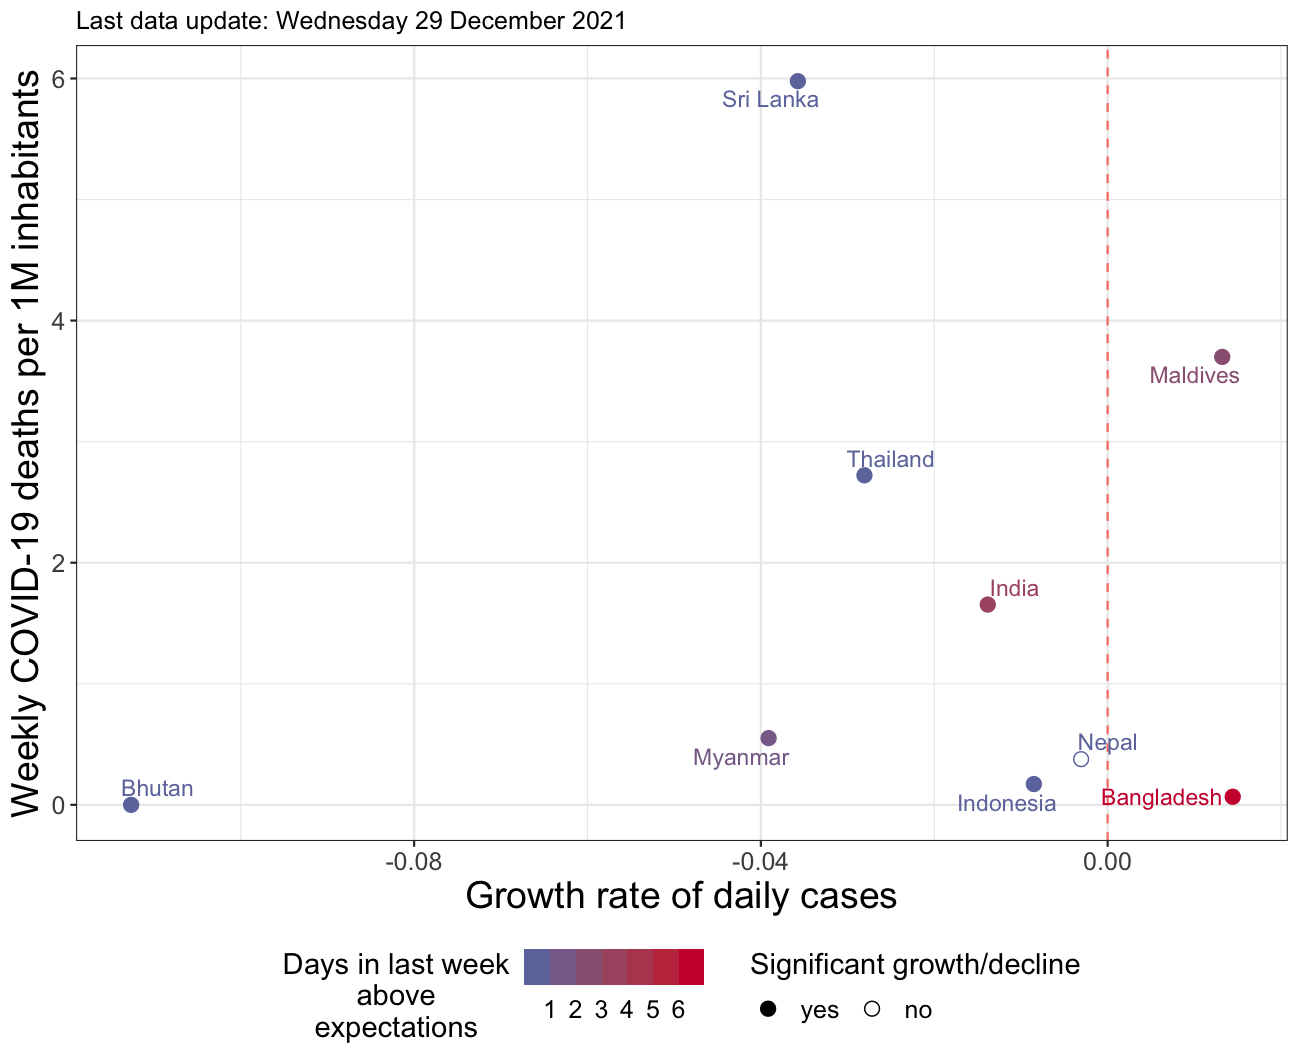 Last data update: Wednesday 29 December 2021
Weekly COVID-19 deaths per 1M inhabitants
6
4
2
0
Sri Lanka
Maldives
Thailand
India
Myanmar
Nepal
Bhutan
Indonesia
Bangladesh
-0.08 -0.04 0.00
Growth rate of daily cases
Days in last week
above
expectations
1 2 3 4 5 6
Significant growth/decline
yes no